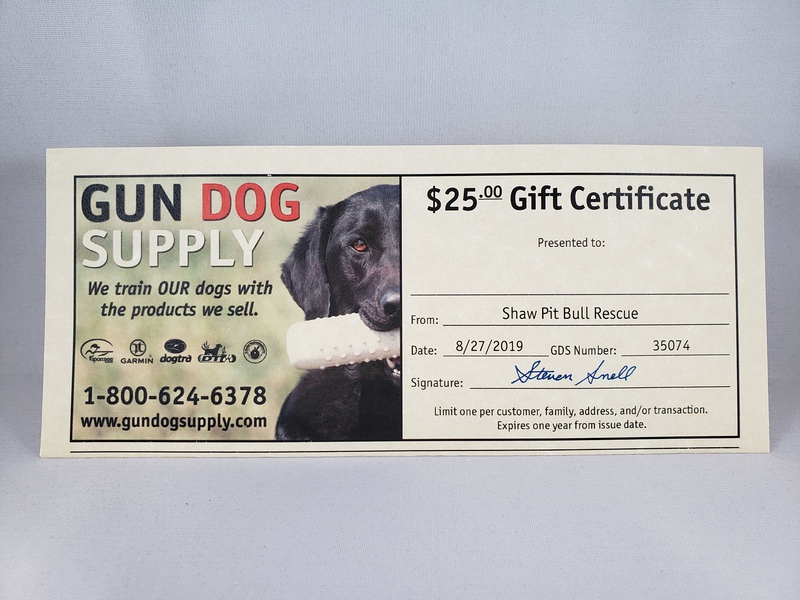 GUN DOG
SUPPLY
We train OUR dogs with
the products we sell.
GARMIN
dogtra
1-800-624-6378
www.gundogsupply.com
$25.00 Gift Certificate
Presented to:
From: Shaw Pit Bull Rescue
Date: 8/27/2019 GDS Number: 35074
Signature: Steven Snell
Limit one per customer, family, address, and/or transaction.
Expires one year from issue date.